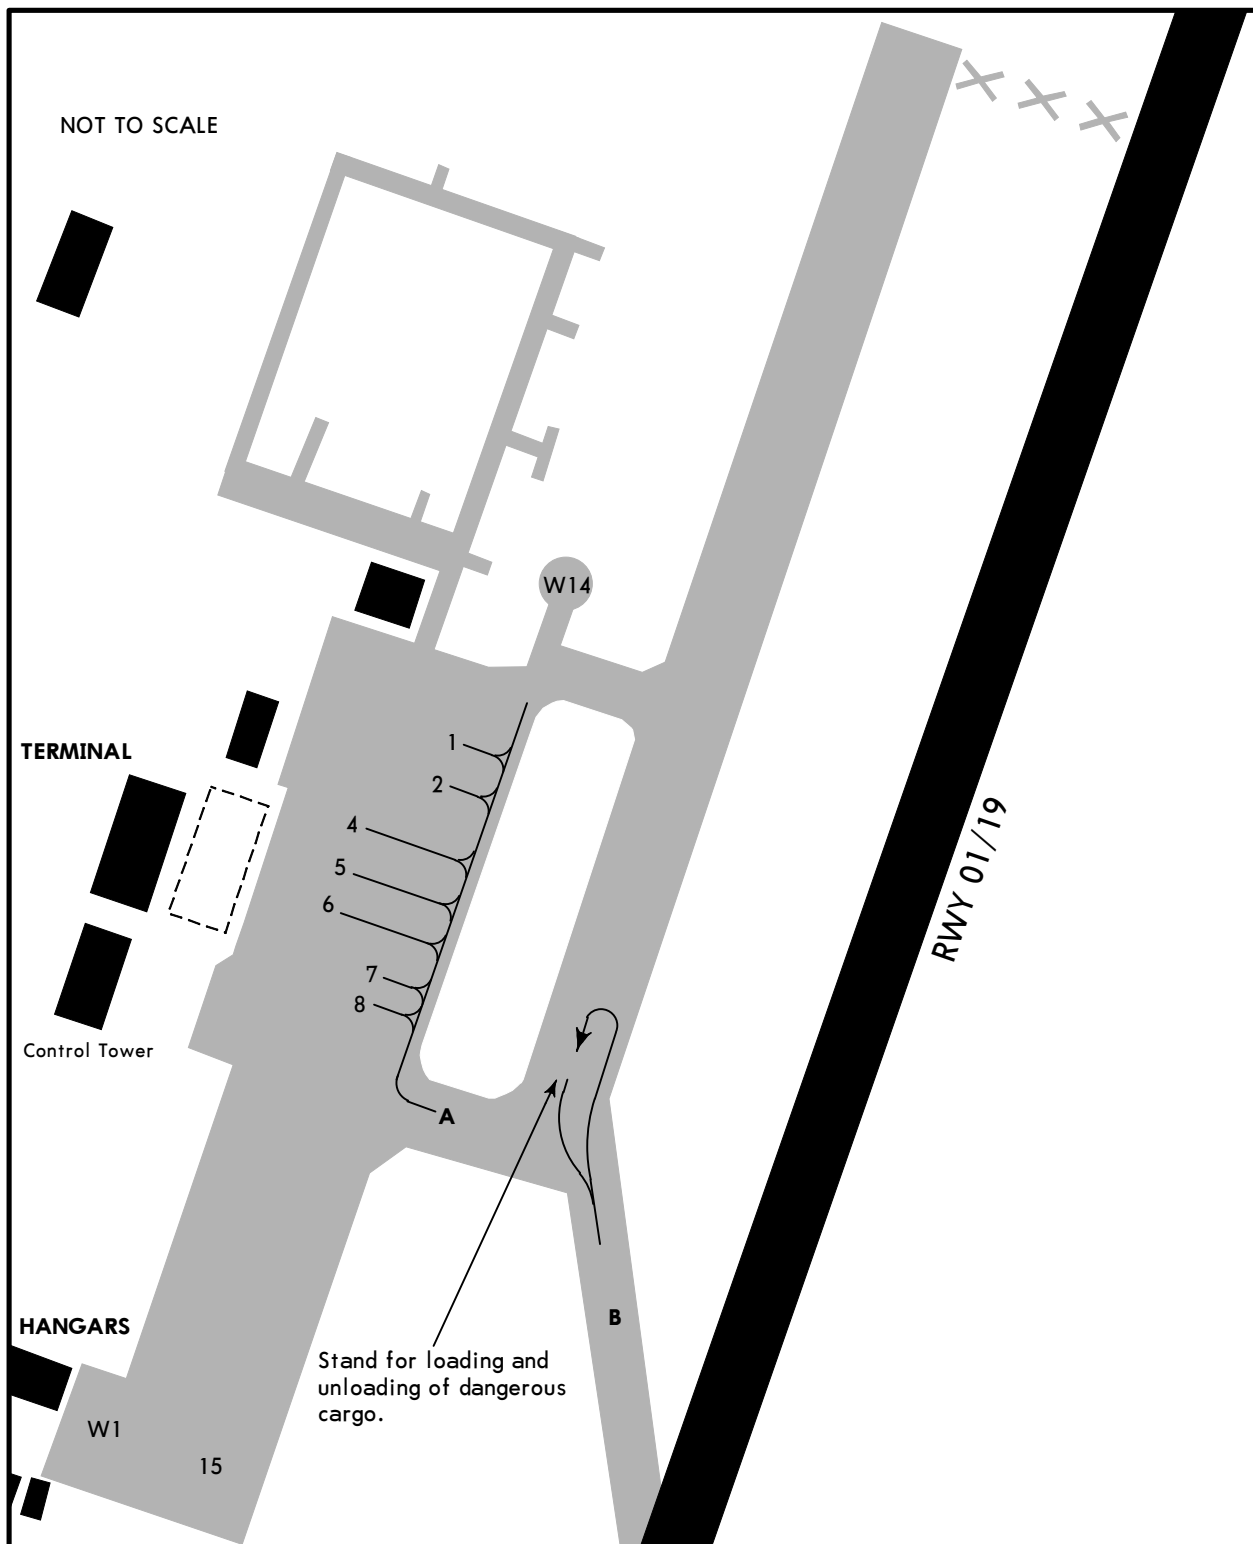 NOT TO SCALE
W14
TERMINAL
1
2
4
5
6
7
8
RWY 01/19
Control Tower
A
B
HANGARS
Stand for loading and
unloading of dangerous
cargo.
W1
15